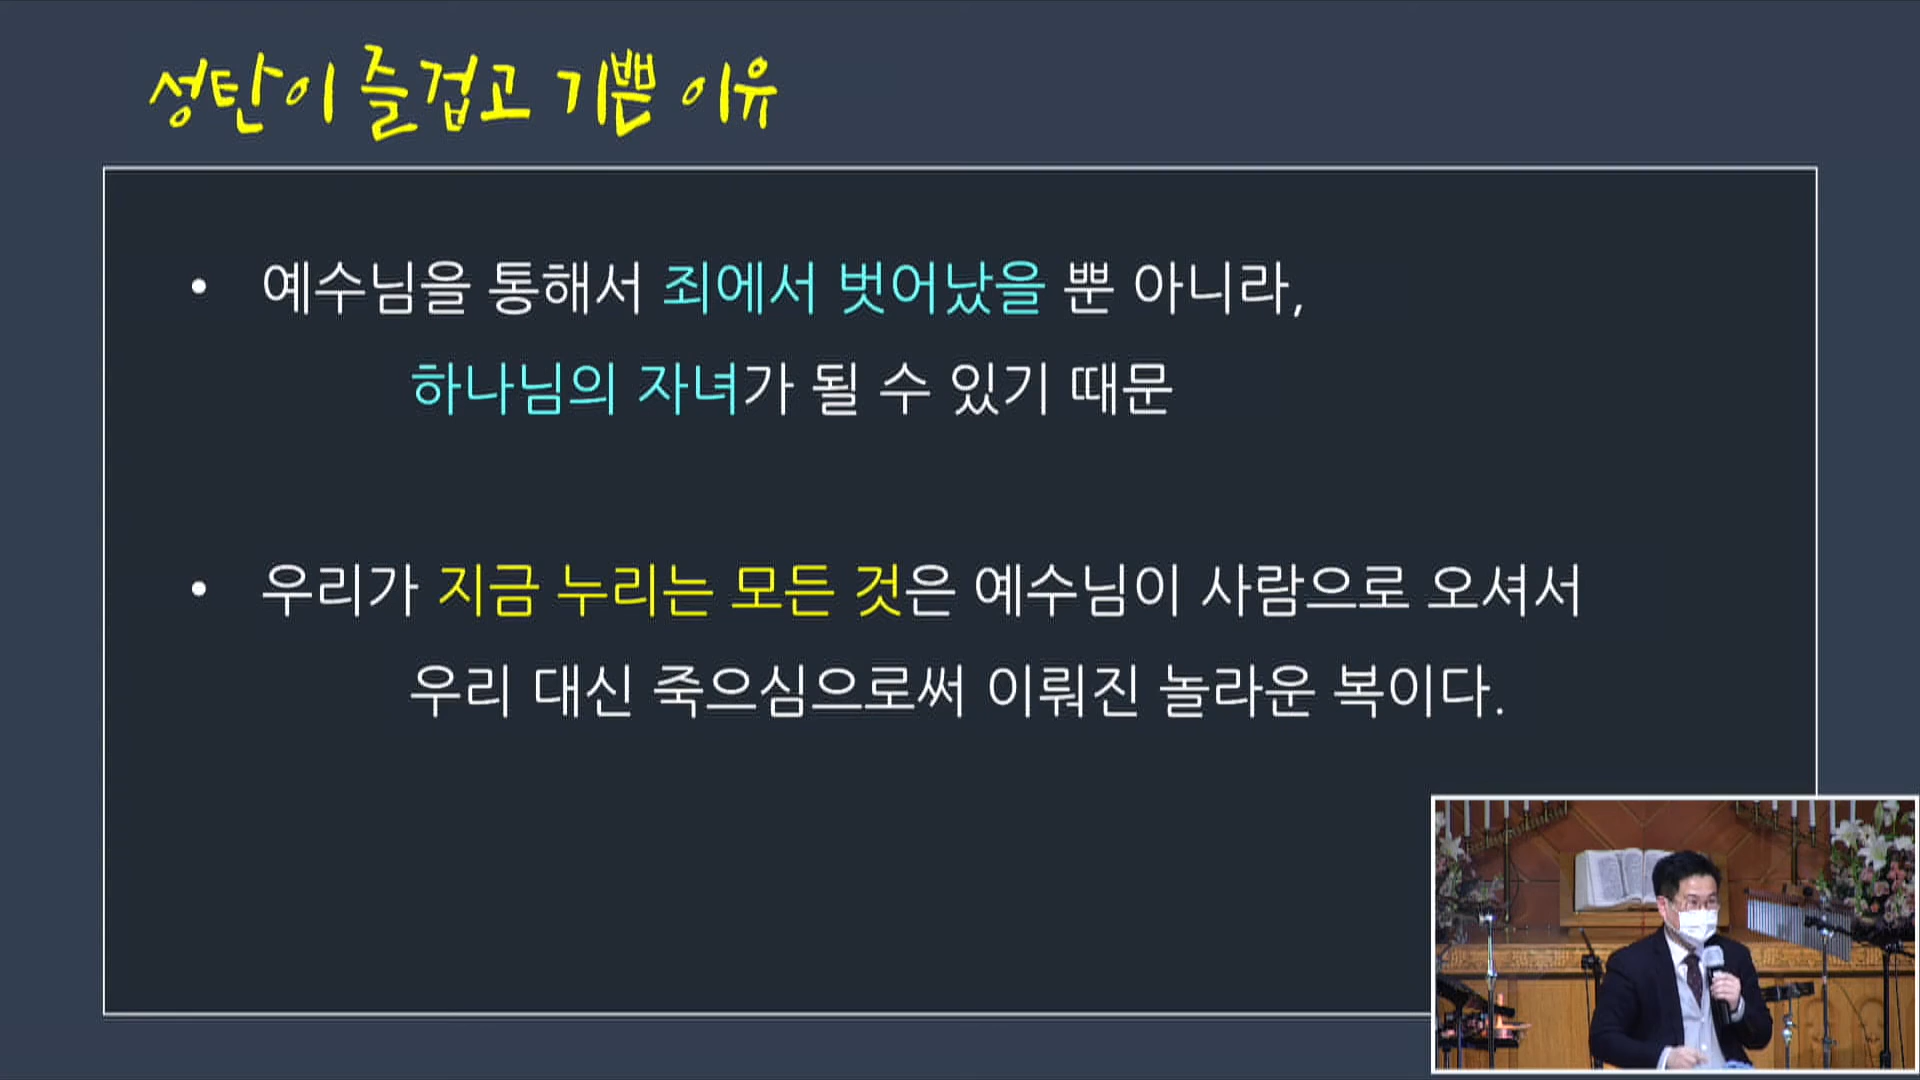 성탄이 즐겁고 기쁜 이유
• 예수님을 통해서 죄에서 벗어났을 뿐 아니라,
하나님의 자녀가 될 수 있기 때문
• 우리가 지금 누리는 모든 것은 예수님이 사람으로 오셔서
우리 대신 죽으심으로써 이뤄진 놀라운 복이다.